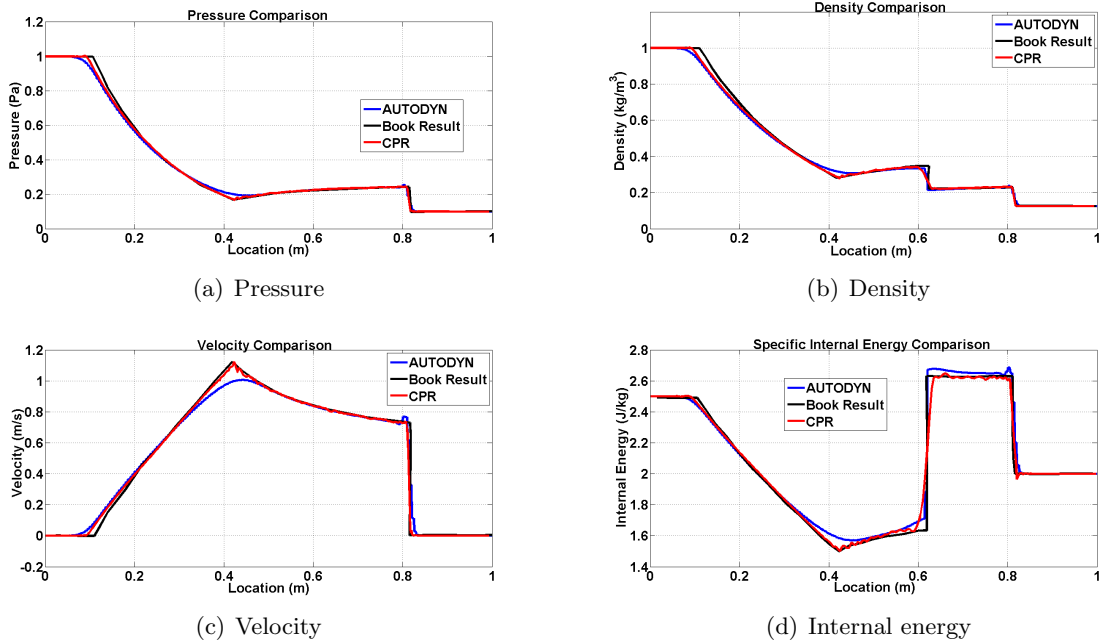 Pressure Comparison
1.2
1
0.8
0.6
0.4
0.2
0
Pressure (Pa)
AUTODYN
Book Result
CPR
0 0.2 0.4 0.6 0.8 1
Location (m)
(a) Pressure
Density Comparison
1.2
1
0.8
0.6
0.4
0.2
0
Density (kg/m³)
AUTODYN
Book Result
CPR
0 0.2 0.4 0.6 0.8 1
Location (m)
(b) Density
Velocity Comparison
1.2
1
0.8
0.6
0.4
0.2
0
-0.2
Velocity (m/s)
AUTODYN
Book Result
CPR
0 0.2 0.4 0.6 0.8 1
Location (m)
(c) Velocity
Specific Internal Energy Comparison
2.8
2.6
2.4
2.2
2
1.8
1.6
1.4
Internal Energy (J/kg)
AUTODYN
Book Result
CPR
0 0.2 0.4 0.6 0.8 1
Location (m)
(d) Internal energy